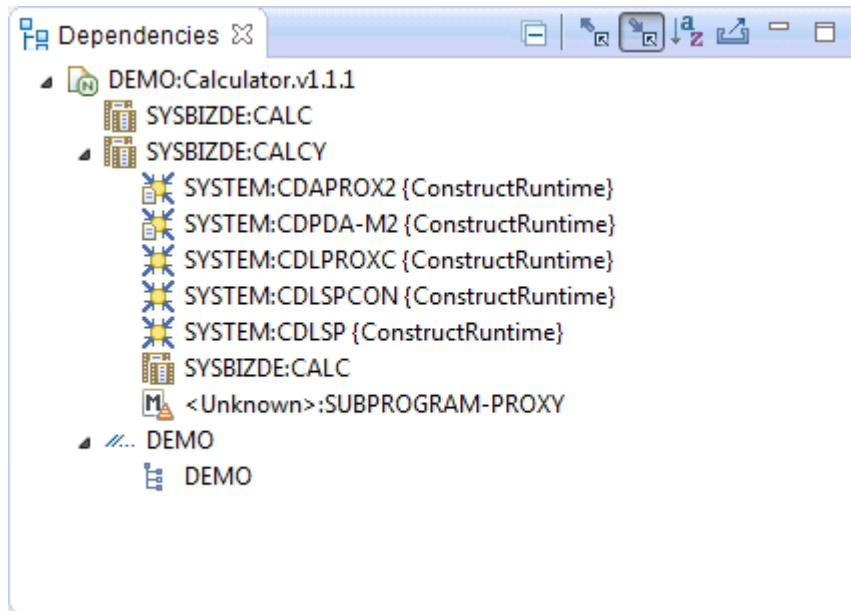 Dependencies
DEMO:Calculator.v1.1.1
SYSBIZDE:CALC
SYSBIZDE:CALCY
SYSTEM:CDAPROX2 {ConstructRuntime}
SYSTEM:CDPDA-M2 {ConstructRuntime}
SYSTEM:CDLPROXC {ConstructRuntime}
SYSTEM:CDLSPCON {ConstructRuntime}
SYSTEM:CDLSP {ConstructRuntime}
SYSBIZDE:CALC
<Unknown>:SUBPROGRAM-PROXY
//... DEMO
DEMO